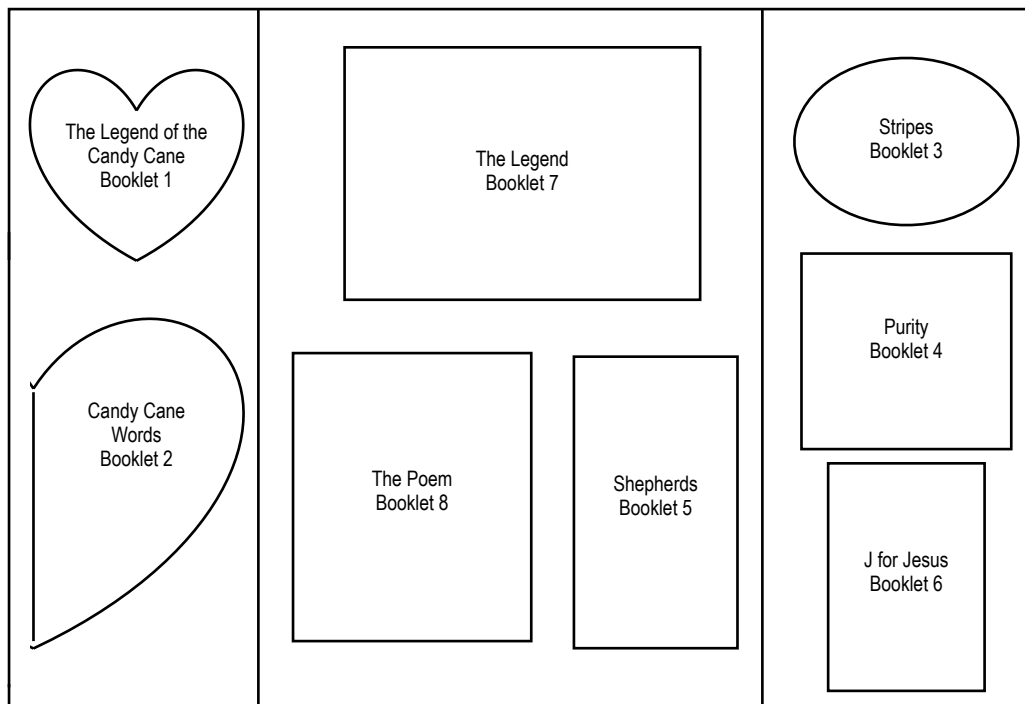 The Legend of the
Candy Cane
Booklet 1
Candy Cane
Words
Booklet 2
The Legend
Booklet 7
The Poem
Booklet 8
Shepherds
Booklet 5
Stripes
Booklet 3
Purity
Booklet 4
J for Jesus
Booklet 6